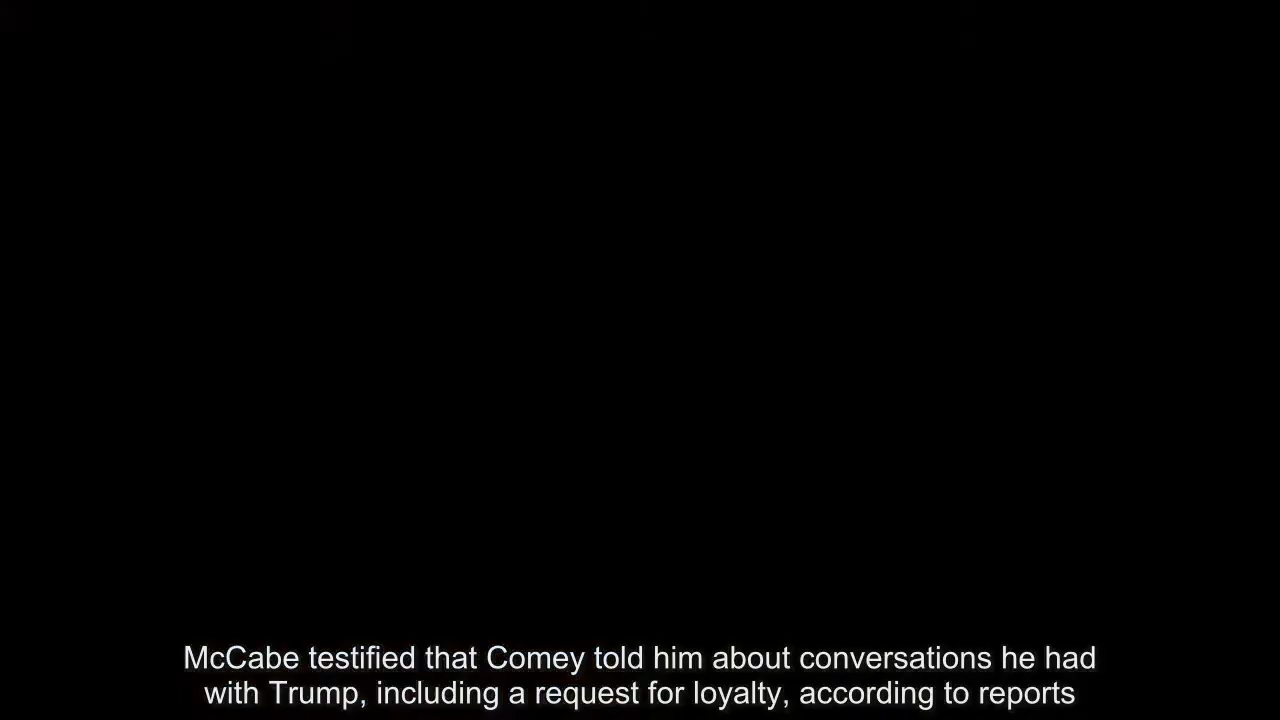 McCabe testified that Comey told him about conversations he had
with Trump, including a request for loyalty, according to reports